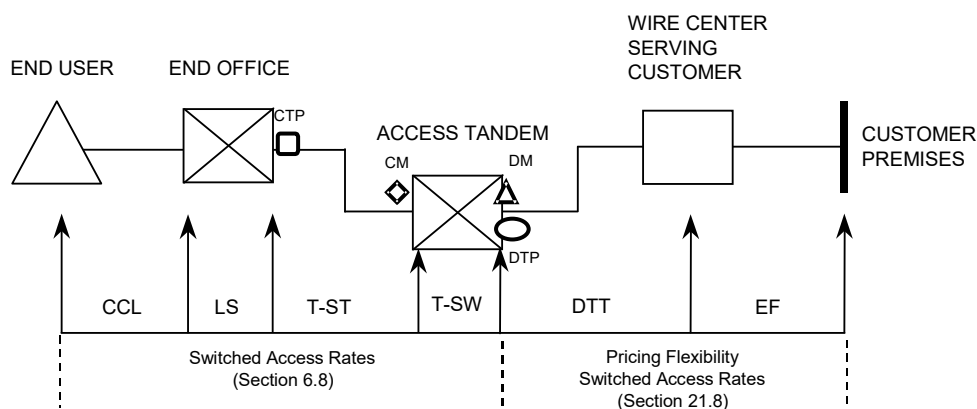 WIRE CENTER
SERVING
CUSTOMER
END USER
END OFFICE
CTP
ACCESS TANDEM
CM
DM
CUSTOMER
PREMISES
DTP
CCL
LS
T-ST
T-SW
DTT
EF
Switched Access Rates
(Section 6.8)
Pricing Flexibility
Switched Access Rates
(Section 21.8)